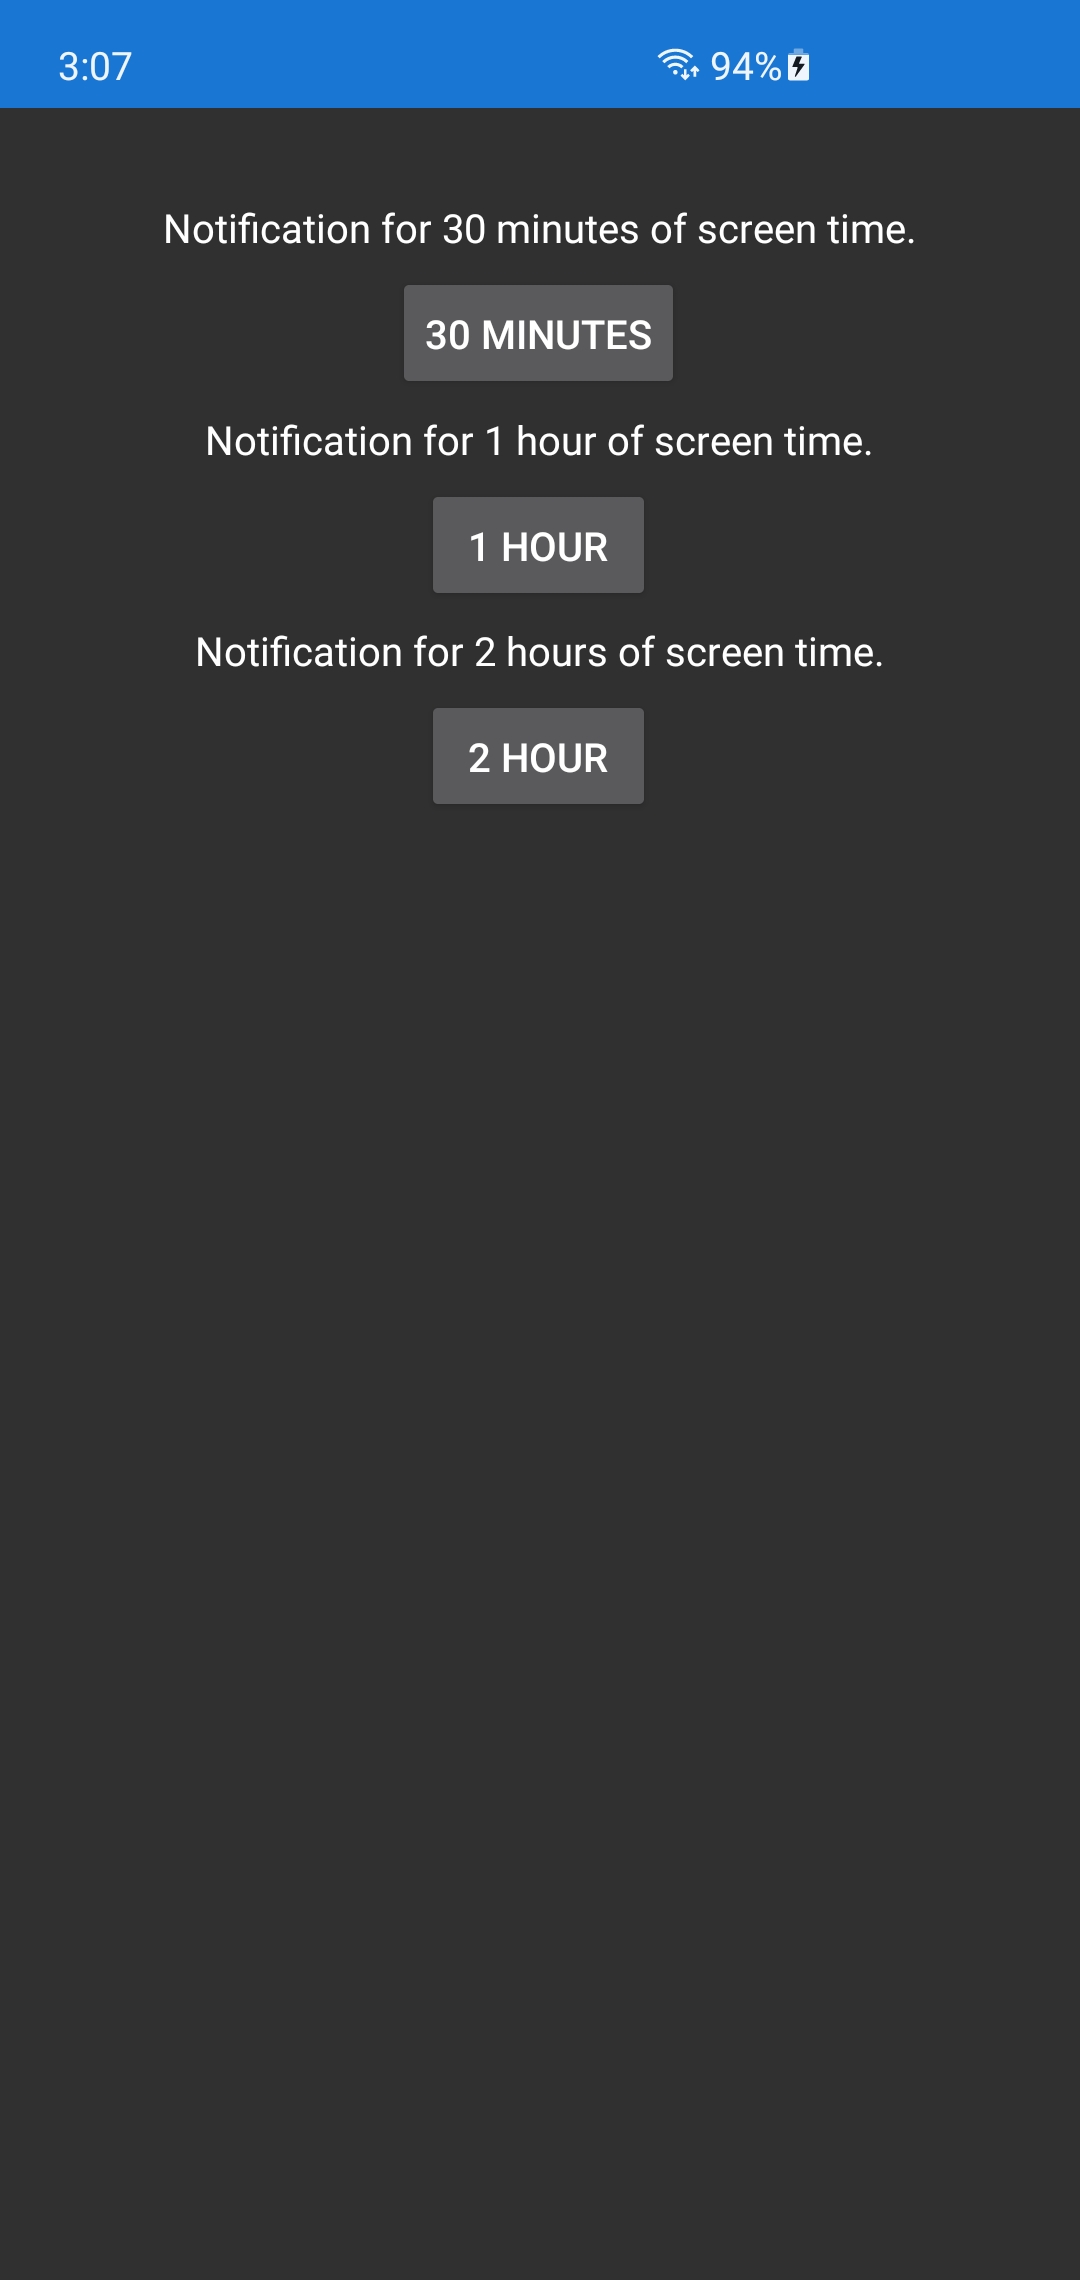 3:07
94%
Notification for 30 minutes of screen time.
30 MINUTES
Notification for 1 hour of screen time.
1 HOUR
Notification for 2 hours of screen time.
2 HOUR